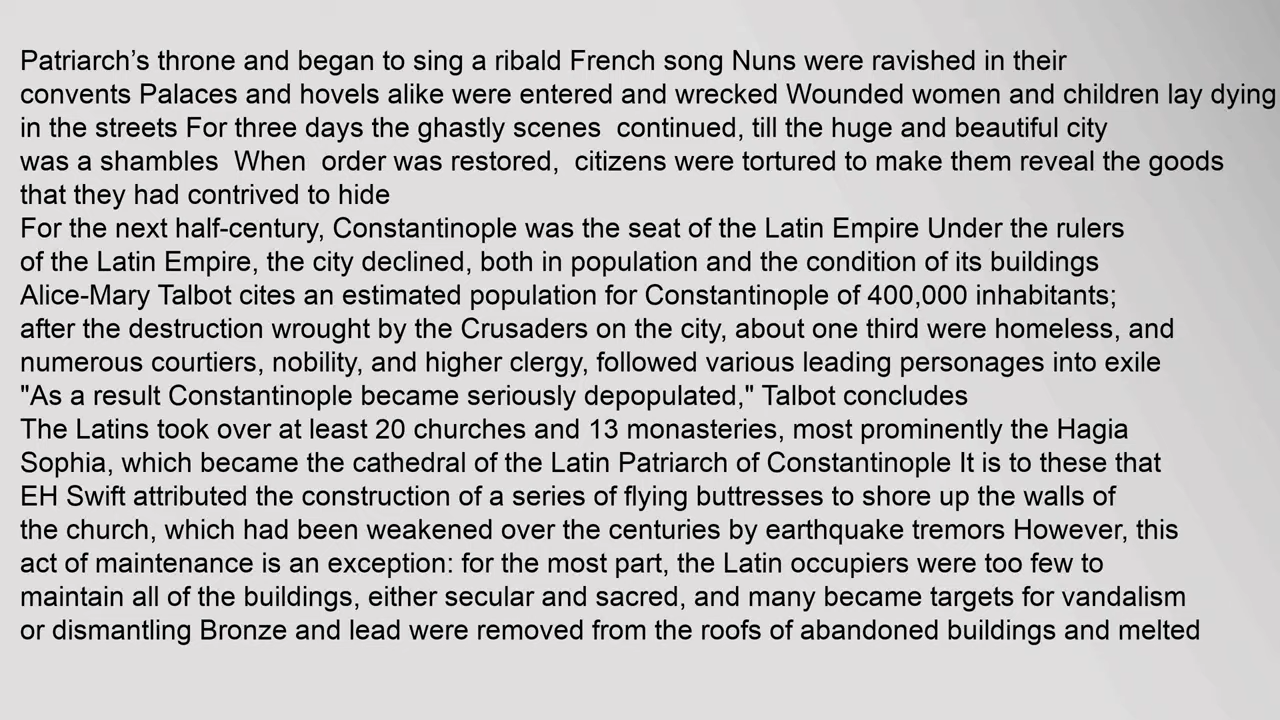 Patriarch’s throne and began to sing a ribald French song Nuns were ravished in their
convents Palaces and hovels alike were entered and wrecked Wounded women and children lay dying
in the streets For three days the ghastly scenes  continued, till the huge and beautiful city
was a shambles  When  order was restored,  citizens were tortured to make them reveal the goods
that they had contrived to hide
For the next half-century, Constantinople was the seat of the Latin Empire Under the rulers
of the Latin Empire, the city declined, both in population and the condition of its buildings
Alice-Mary Talbot cites an estimated population for Constantinople of 400,000 inhabitants;
after the destruction wrought by the Crusaders on the city, about one third were homeless, and
numerous courtiers, nobility, and higher clergy, followed various leading personages into exile
"As a result Constantinople became seriously depopulated," Talbot concludes
The Latins took over at least 20 churches and 13 monasteries, most prominently the Hagia
Sophia, which became the cathedral of the Latin Patriarch of Constantinople It is to these that
EH Swift attributed the construction of a series of flying buttresses to shore up the walls of
the church, which had been weakened over the centuries by earthquake tremors However, this
act of maintenance is an exception: for the most part, the Latin occupiers were too few to
maintain all of the buildings, either secular and sacred, and many became targets for vandalism
or dismantling Bronze and lead were removed from the roofs of abandoned buildings and melted